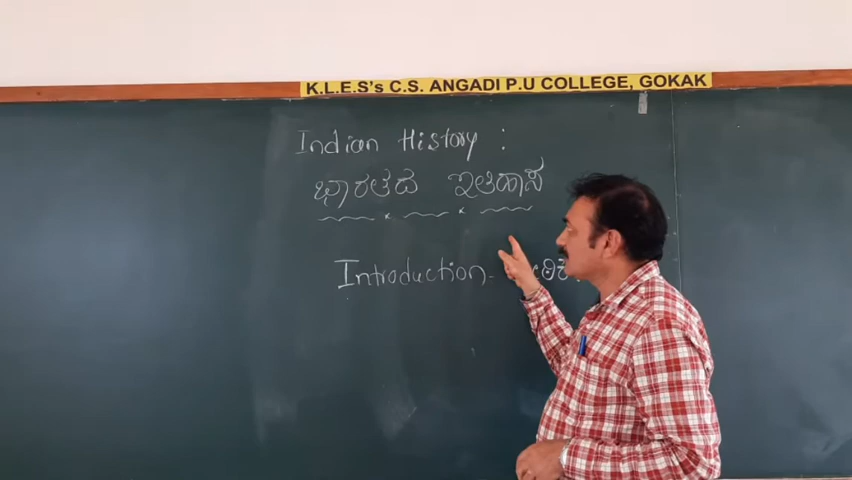 K.L.E.S's C.S. ANGADI P.U COLLEGE, GOKAK
Indian History :
ಭಾರತದ ಇತಿಹಾಸ
Introduction -